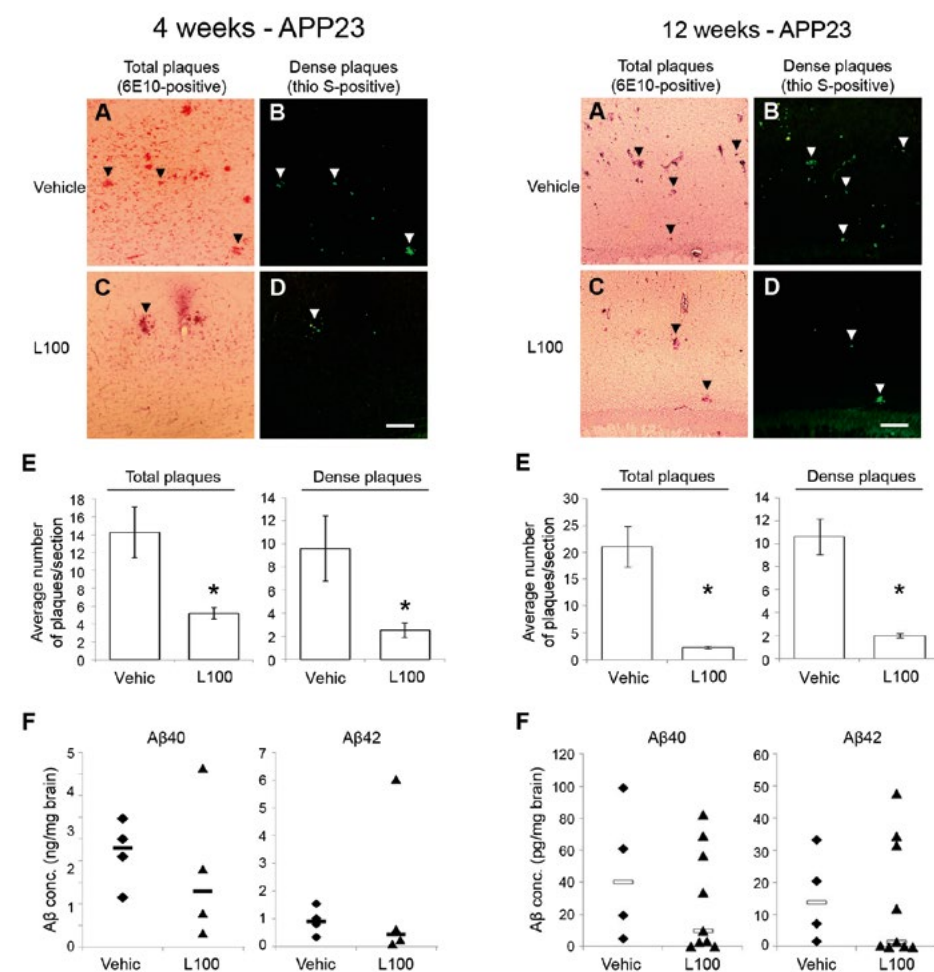 4 weeks - APP23
Total plaques
(6E10-positive)
Dense plaques
(thio S-positive)
A
B
Vehicle
C
D
L100
E
Total plaques
Dense plaques
Average number
of plaques/section
18
16
14
12
10
8
6
4
2
0
*
Vehic
L100
14
12
10
8
6
4
2
0
*
Vehic
L100
F
Aβ40
Aβ42
Aβ conc. (ng/mg brain)
5
4
3
2
1
0
Vehic
L100
7
6
5
4
3
2
1
0
Vehic
L100
12 weeks - APP23
Total plaques
(6E10-positive)
Dense plaques
(thio S-positive)
A
B
Vehicle
C
D
L100
E
Total plaques
Dense plaques
Average number
of plaques/section
30
25
20
15
10
5
0
*
Vehic
L100
14
12
10
8
6
4
2
0
*
Vehic
L100
F
Aβ40
Aβ42
Aβ conc. (pg/mg brain)
120
100
80
60
40
20
0
Vehic
L100
60
50
40
30
20
10
0
Vehic
L100